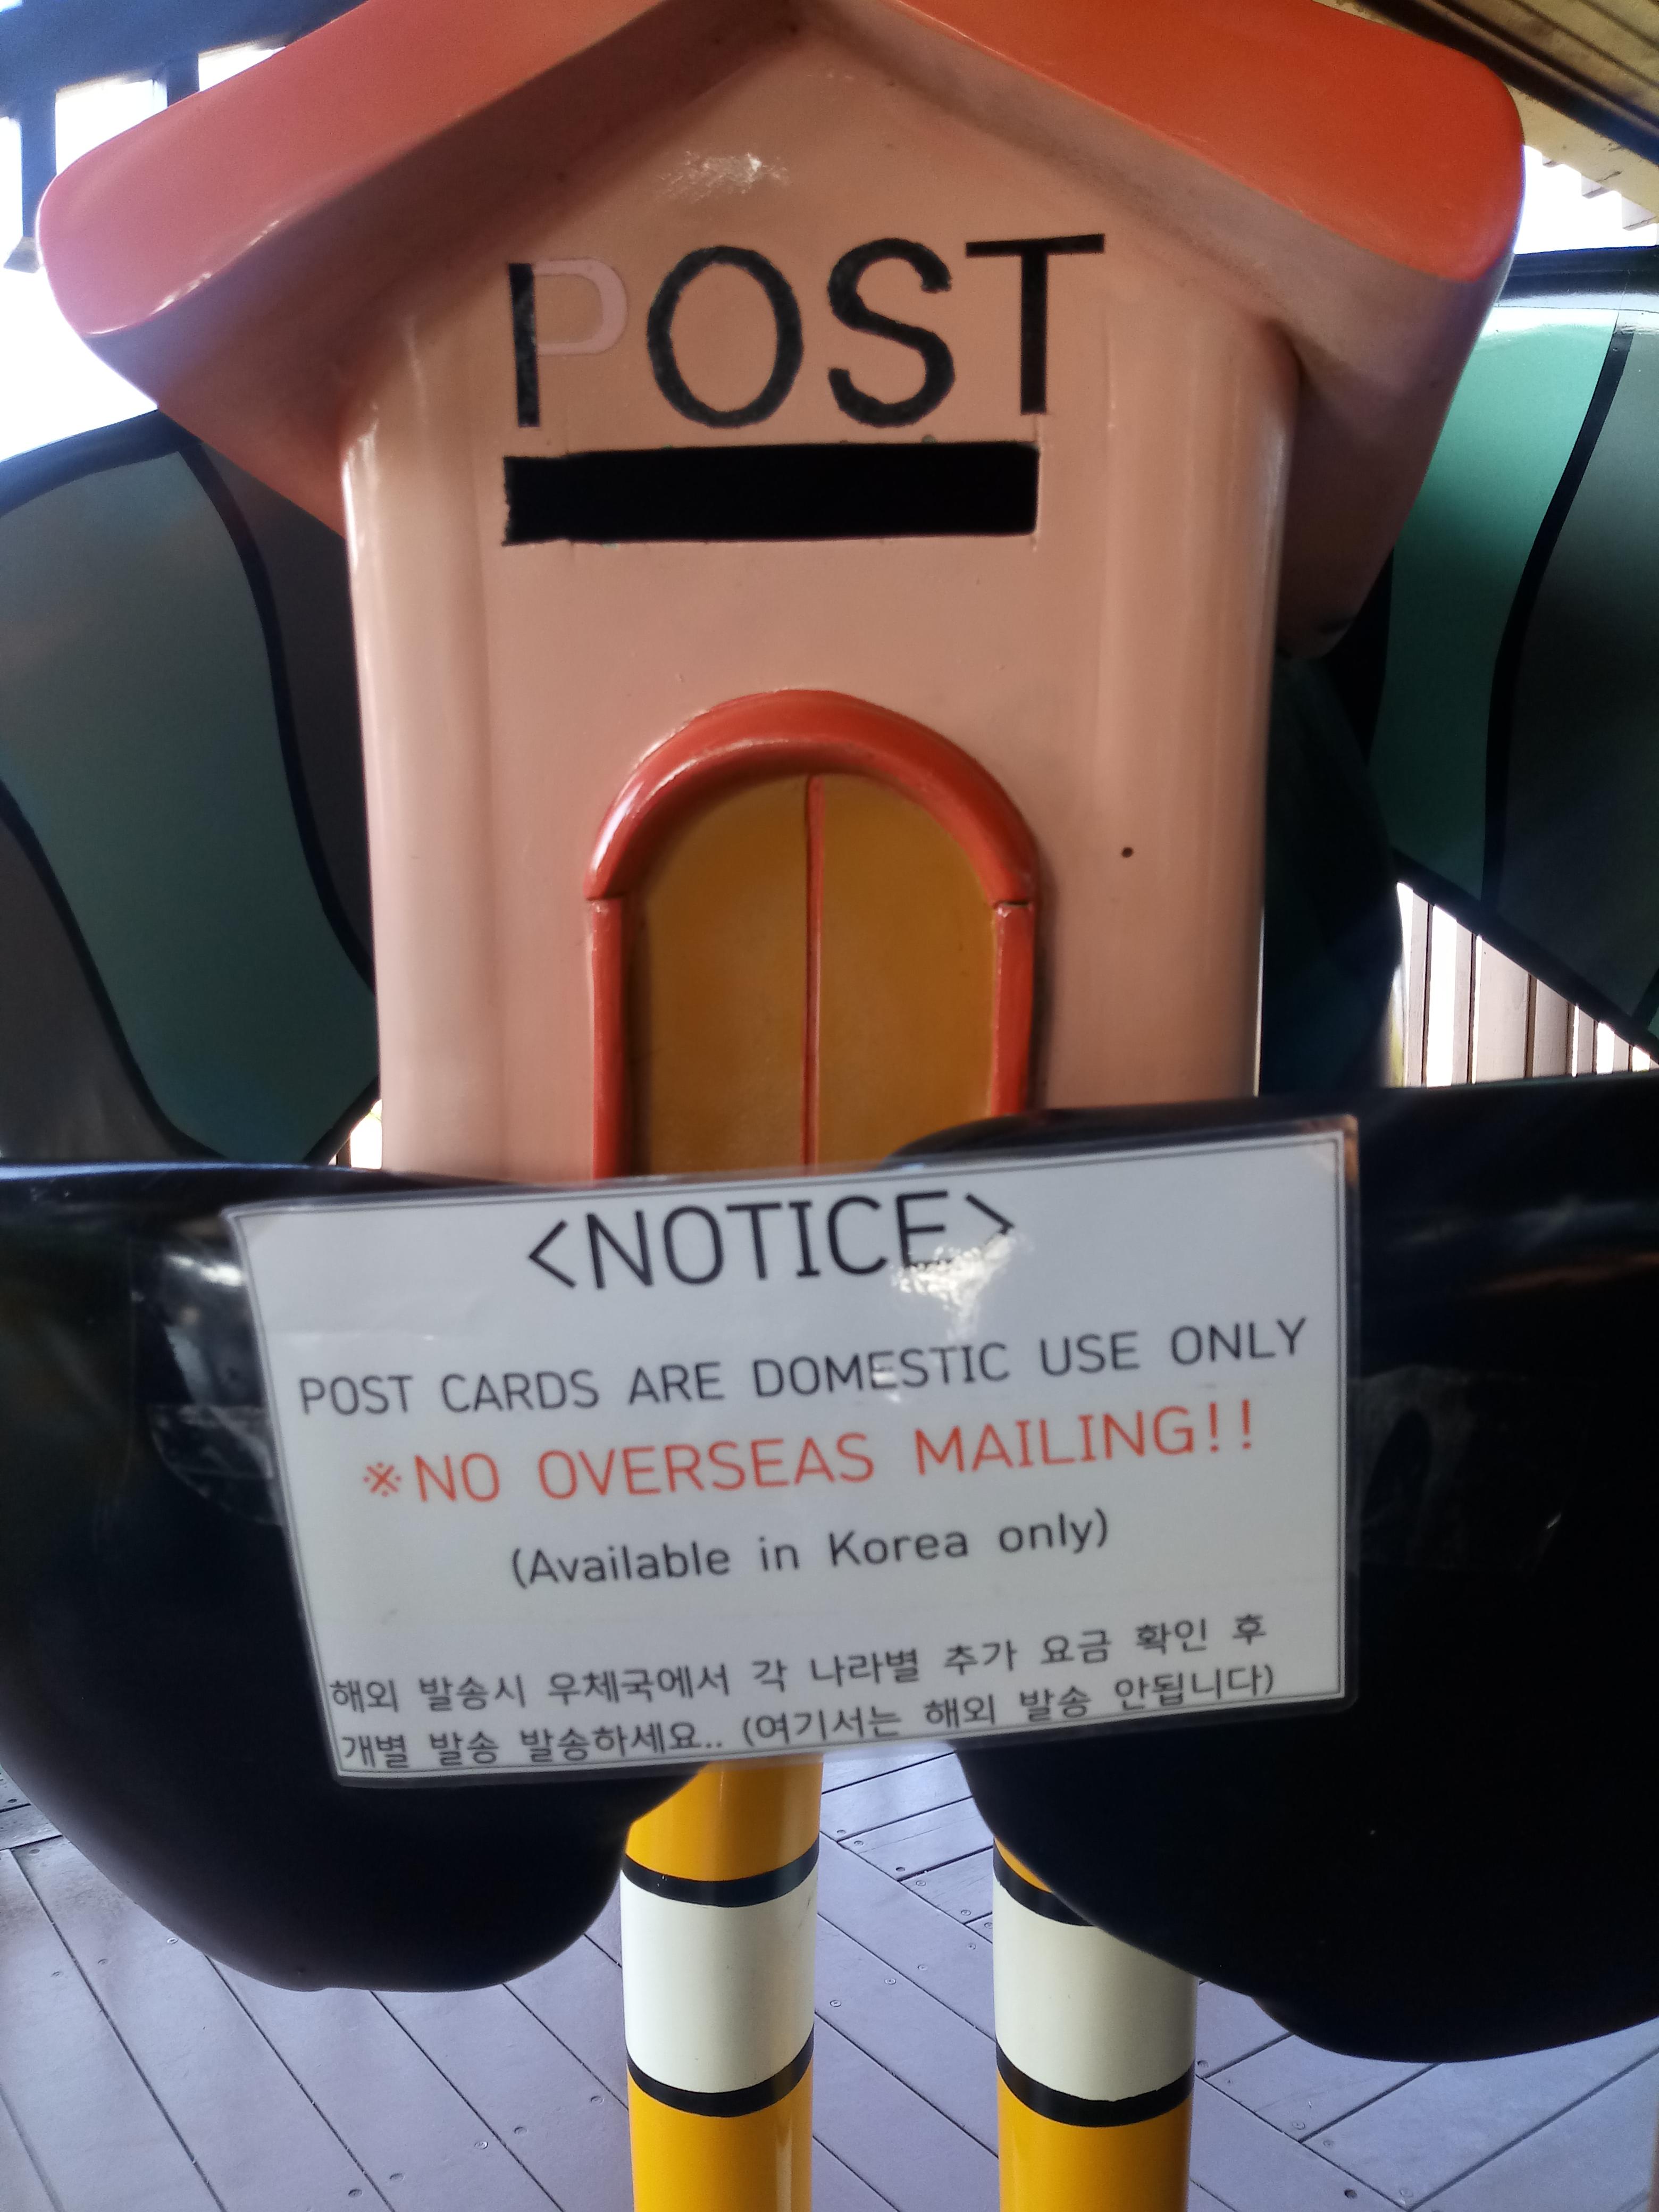 POST
<NOTICE>
POST CARDS ARE DOMESTIC USE ONLY
※NO OVERSEAS MAILING!!
(Available in Korea only)
해외 발송시 우체국에서 각 나라별 추가 요금 확인 후
개별 발송 발송하세요.. (여기서는 해외 발송 안됩니다)